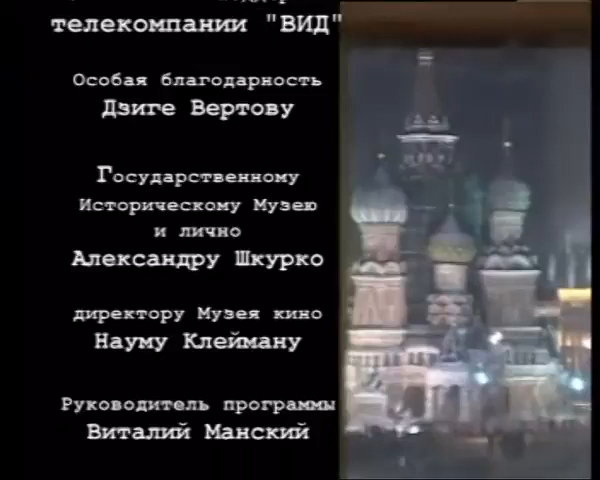 телекомпании "ВИД"
Особая благодарность
Дзиге Вертову
Государственному
Историческому Музею
и лично
Александру Шкурко
директору Музея кино
Науму Клейману
Руководитель программы
Виталий Манский